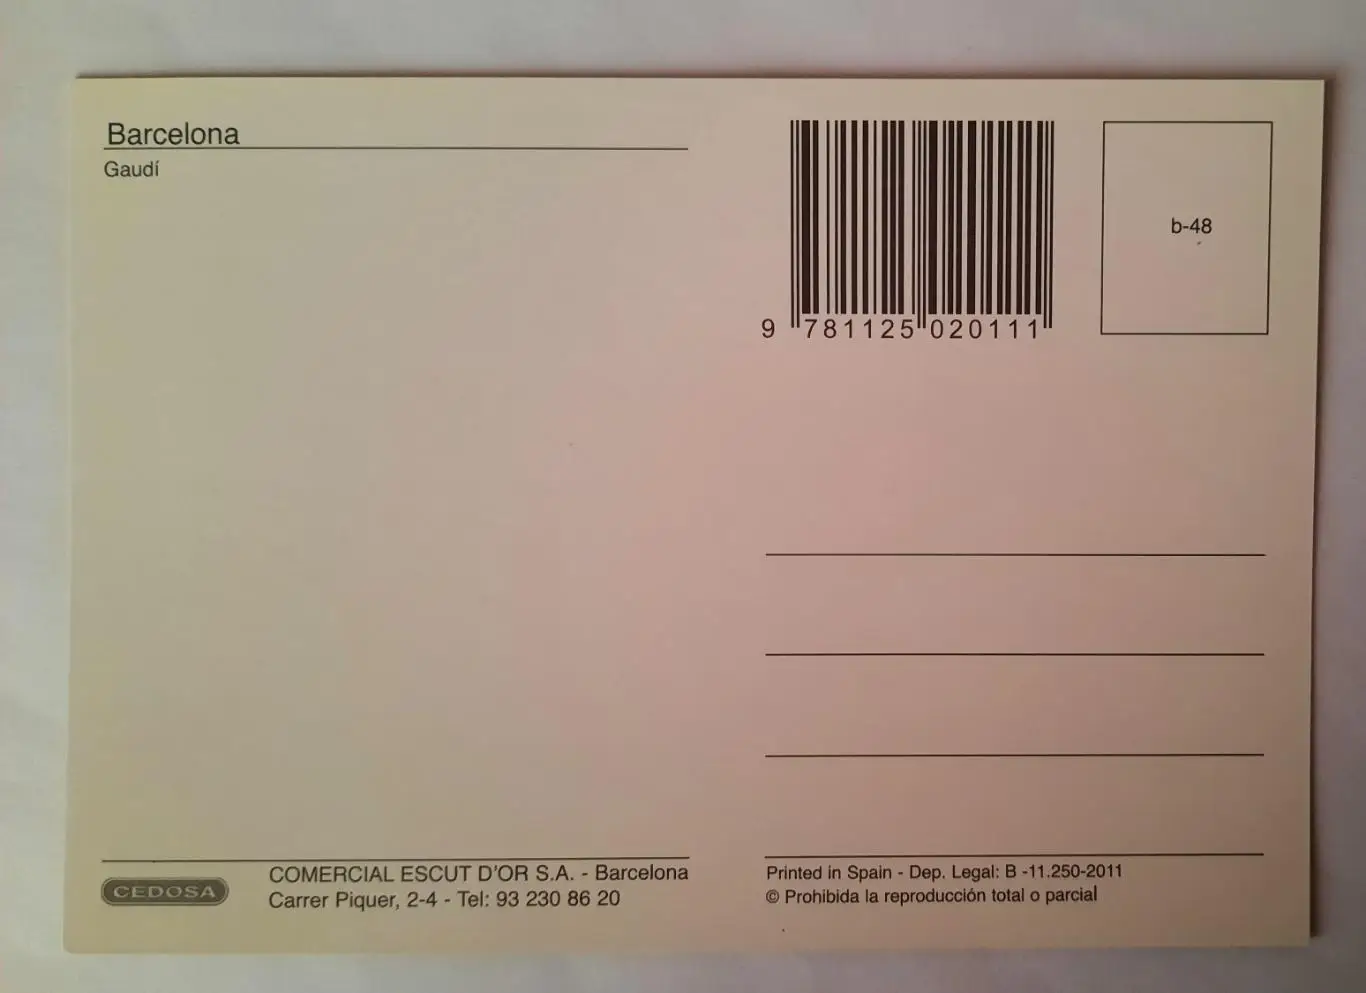 Barcelona
Gaudí
9 781125 020111
b-48
CEDOSA
COMERCIAL ESCUT D'OR S.A. - Barcelona
Carrer Piquer, 2-4 - Tel: 93 230 86 20
Printed in Spain - Dep. Legal: B -11.250-2011
© Prohibida la reproducción total o parcial